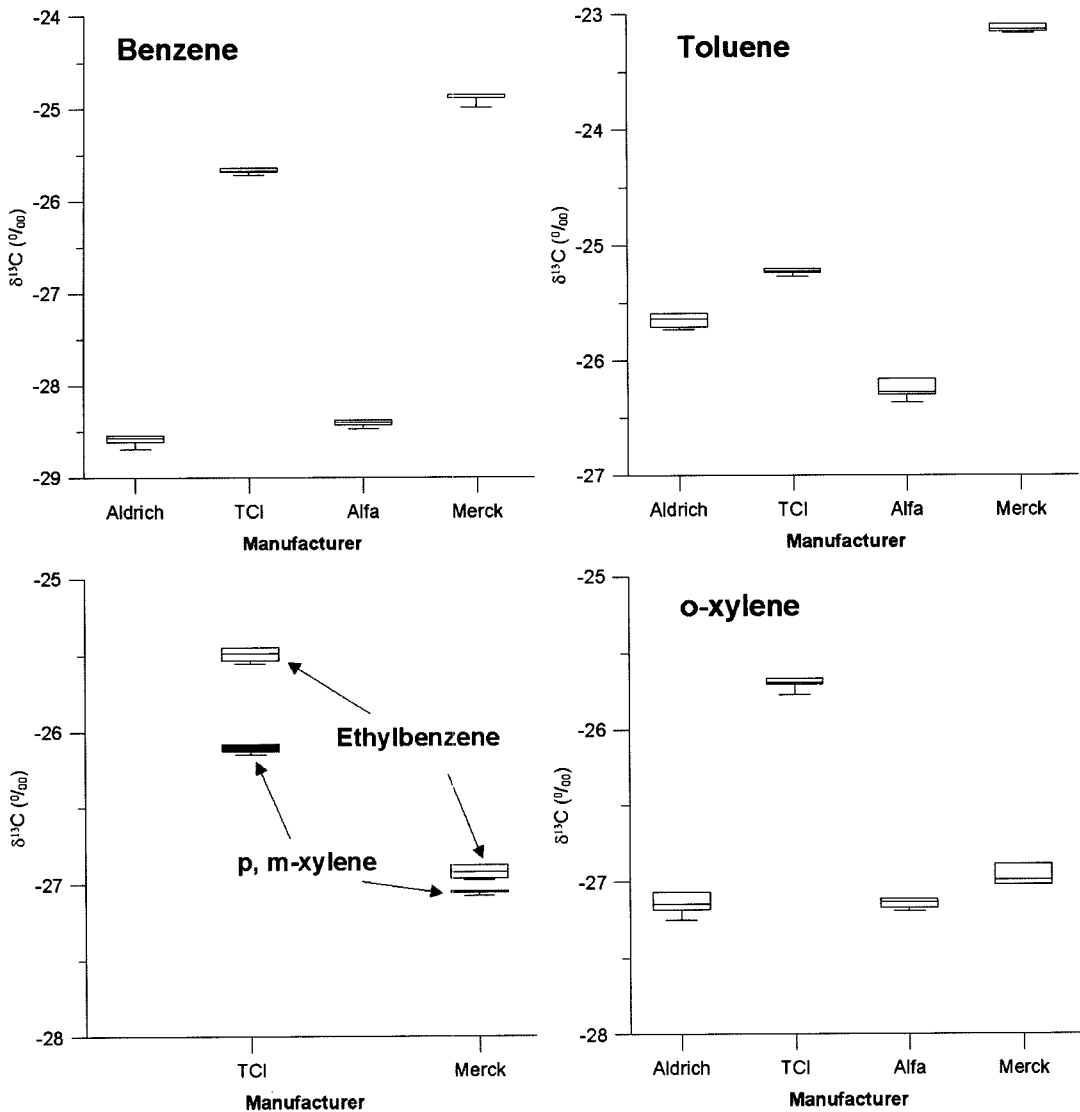 Benzene
-24
-25
-26
-27
-28
-29
δ¹³C (⁰/₀₀)
Aldrich TCI Alfa Merck
Manufacturer
Toluene
-23
-24
-25
-26
-27
δ¹³C (⁰/₀₀)
Aldrich TCI Alfa Merck
Manufacturer
-25
-26
-27
-28
δ¹³C (⁰/₀₀)
Ethylbenzene
p, m-xylene
TCI Merck
Manufacturer
o-xylene
-25
-26
-27
-28
δ¹³C (⁰/₀₀)
Aldrich TCI Alfa Merck
Manufacturer